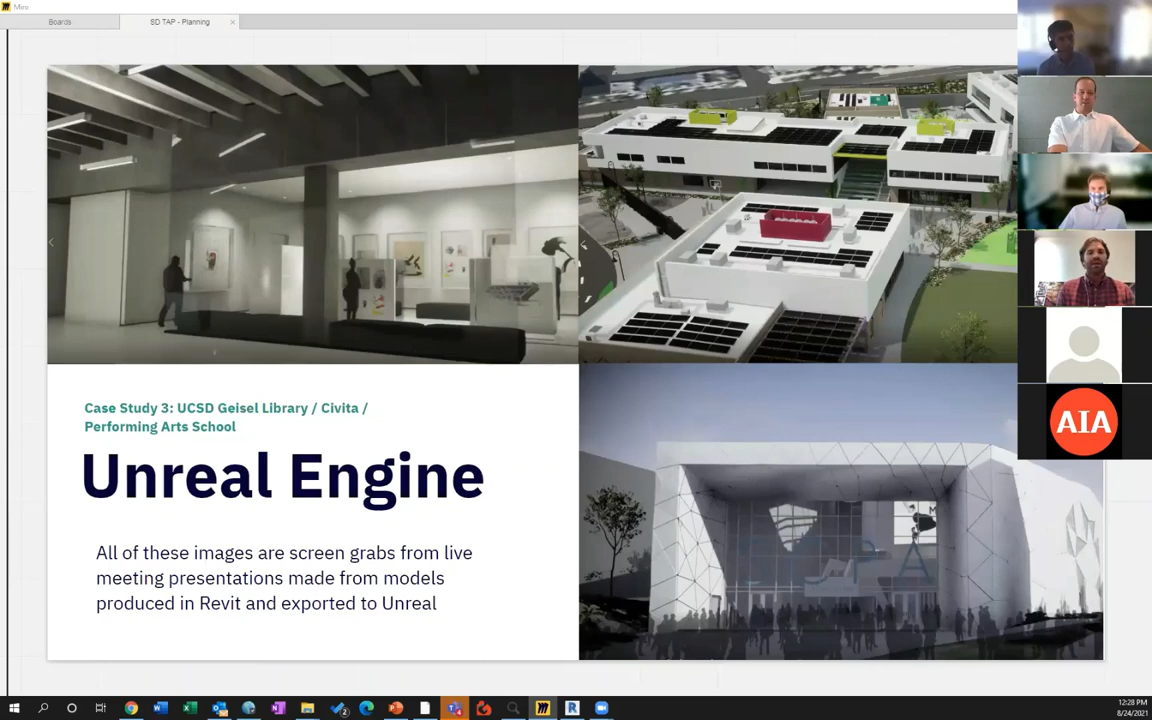 Miro
Boards
SD TAP - Planning
Case Study 3: UCSD Geisel Library / Civita /
Performing Arts School
Unreal Engine
All of these images are screen grabs from live
meeting presentations made from models
produced in Revit and exported to Unreal
AIA
12:28 PM
8/24/2021